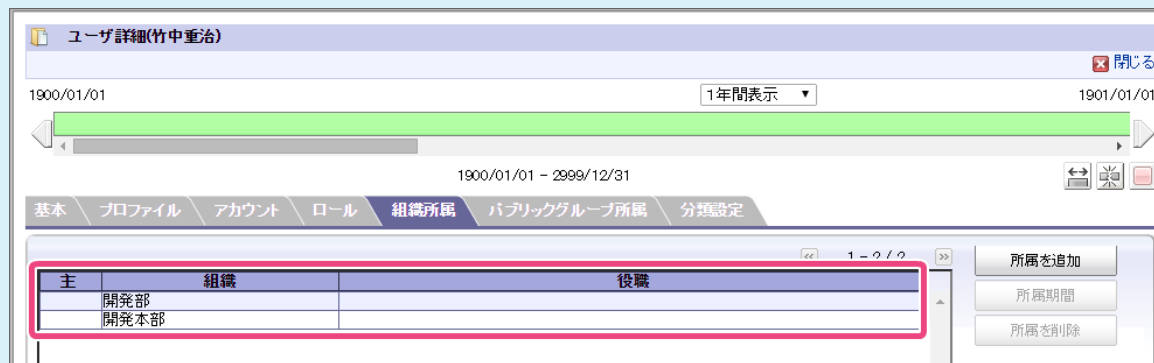 ユーザ詳細(竹中重治)
閉じる
1900/01/01 1年間表示 ▼ 1901/01/01
1900/01/01 - 2999/12/31
基本 プロファイル アカウント ロール 組織所属 パブリックグループ所属 分類設定
1 - 2 / 2
所属を追加
主 組織 役職
所属期間
開発部
開発本部
所属を削除